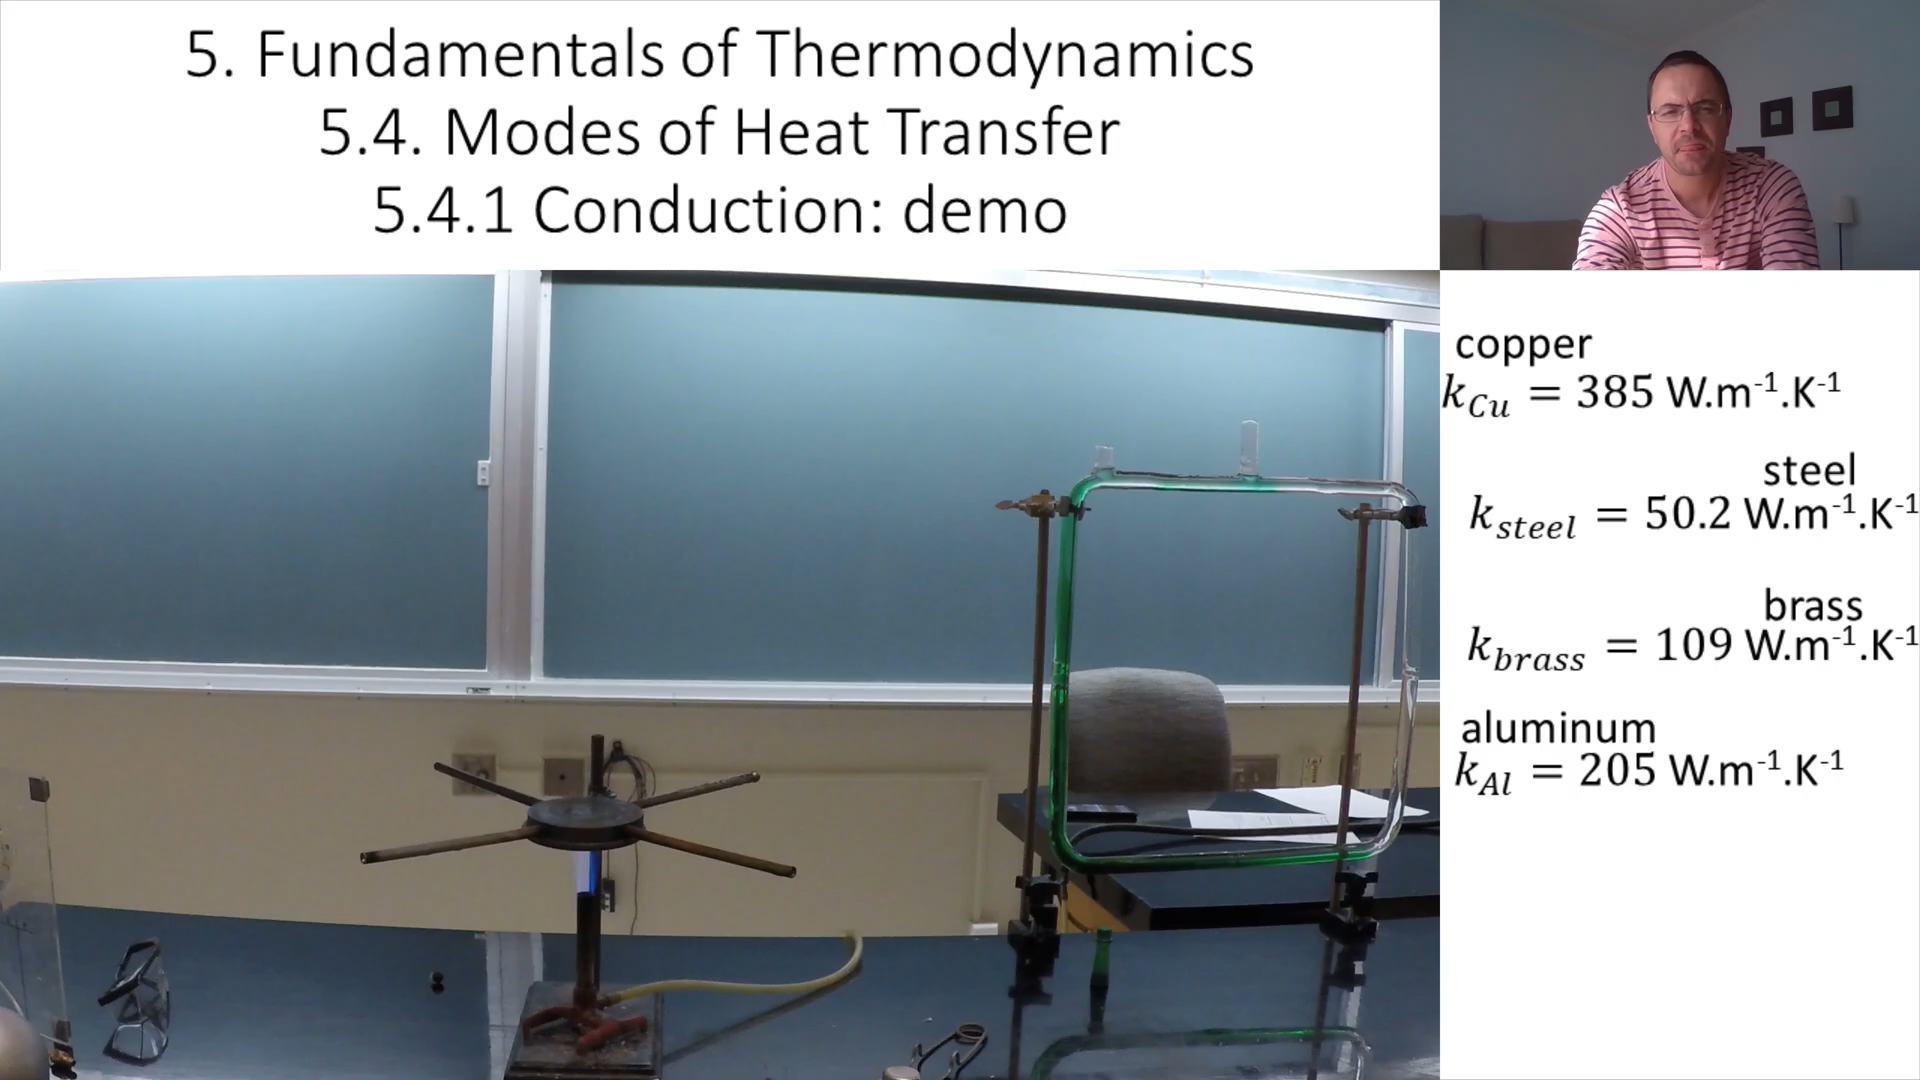 5. Fundamentals of Thermodynamics
5.4. Modes of Heat Transfer
5.4.1 Conduction: demo
copper
k_Cu = 385 W.m⁻¹.K⁻¹
steel
k_steel = 50.2 W.m⁻¹.K⁻¹
brass
k_brass = 109 W.m⁻¹.K⁻¹
aluminum
k_Al = 205 W.m⁻¹.K⁻¹